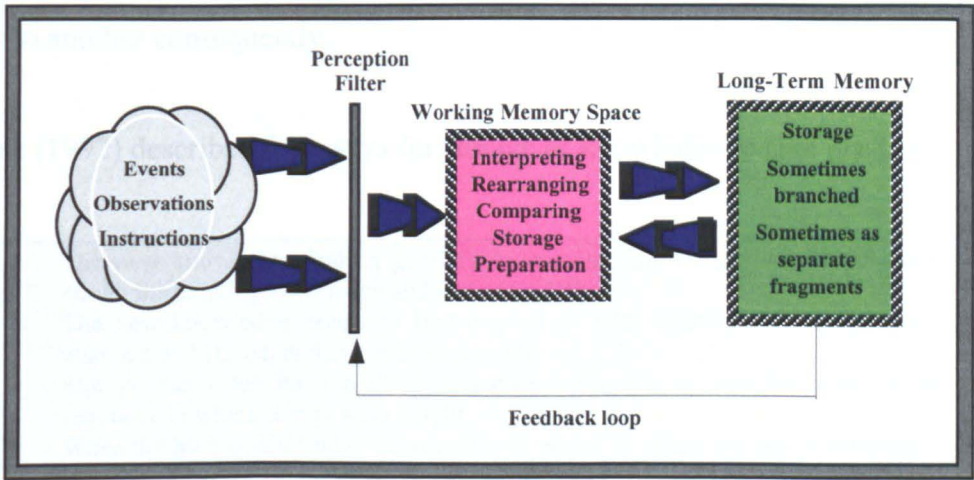 Perception
Filter
Long-Term Memory
Working Memory Space
Events
Observations
Instructions
Interpreting
Rearranging
Comparing
Storage
Preparation
Storage
Sometimes
branched
Sometimes as
separate
fragments
Feedback loop